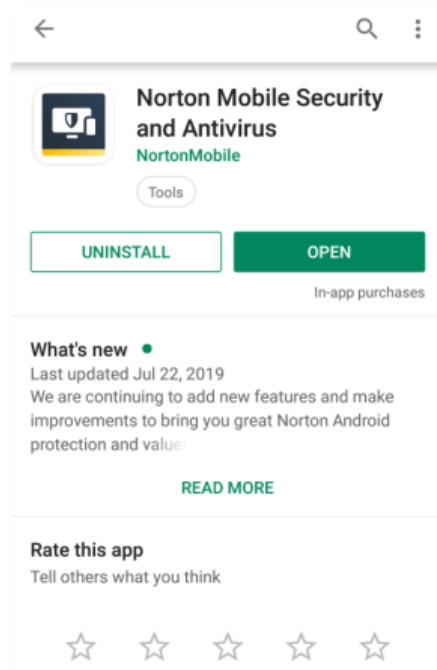 Norton Mobile Security
and Antivirus
NortonMobile
Tools
UNINSTALL
OPEN
In-app purchases
What's new
Last updated Jul 22, 2019
We are continuing to add new features and make
improvements to bring you great Norton Android
protection and value
READ MORE
Rate this app
Tell others what you think